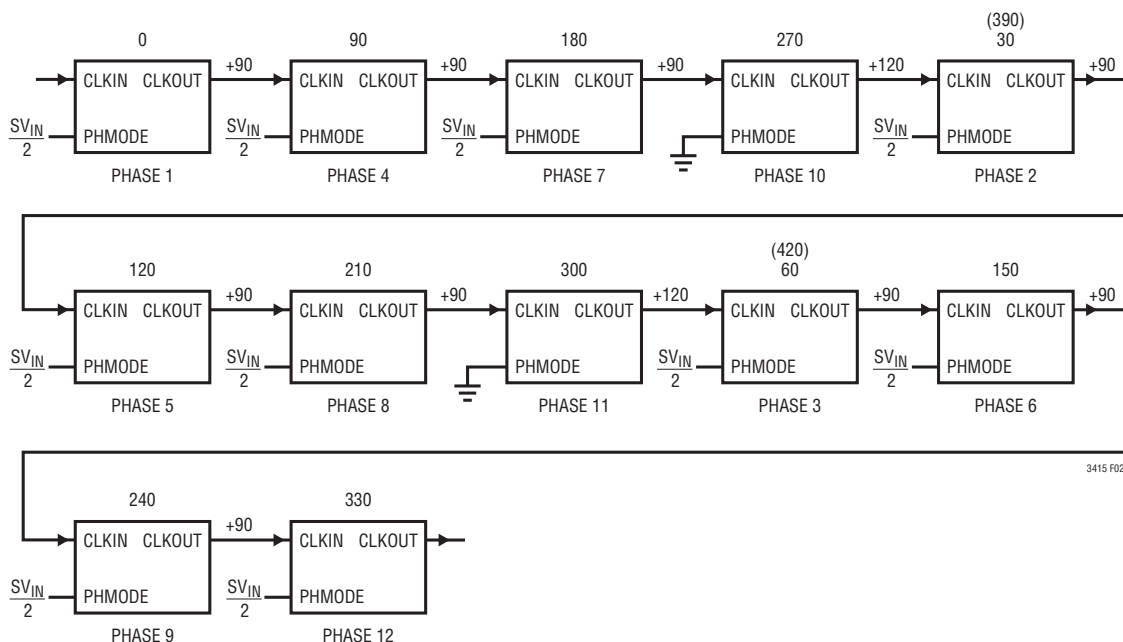 0 90 180 270 (390)
30
CLKIN CLKOUT +90 CLKIN CLKOUT +90 CLKIN CLKOUT +90 CLKIN CLKOUT +120 CLKIN CLKOUT +90
SVIN
2
PHMODE
SVIN
2
PHMODE
SVIN
2
PHMODE
PHMODE
SVIN
2
PHMODE
PHASE 1 PHASE 4 PHASE 7 PHASE 10 PHASE 2
120 210 300 (420)
60 150
CLKIN CLKOUT +90 CLKIN CLKOUT +90 CLKIN CLKOUT +120 CLKIN CLKOUT +90 CLKIN CLKOUT +90
SVIN
2
PHMODE
SVIN
2
PHMODE
PHMODE
SVIN
2
PHMODE
SVIN
2
PHMODE
PHASE 5 PHASE 8 PHASE 11 PHASE 3 PHASE 6
3415 F02
240 330
CLKIN CLKOUT +90 CLKIN CLKOUT
SVIN
2
PHMODE
SVIN
2
PHMODE
PHASE 9 PHASE 12